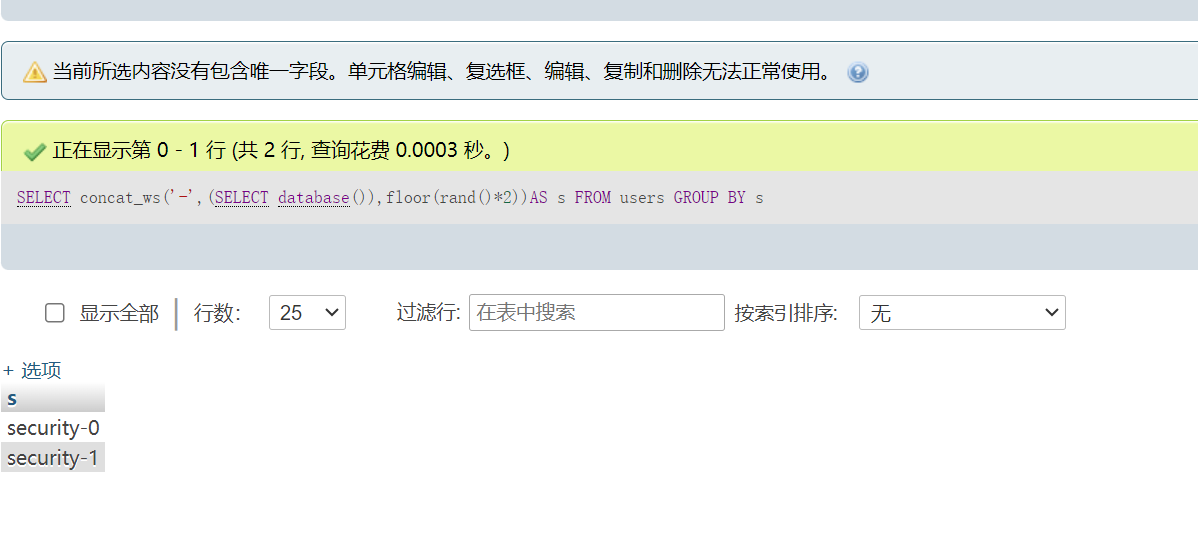 当前所选内容没有包含唯一字段。单元格编辑、复选框、编辑、复制和删除无法正常使用。
正在显示第 0 - 1 行 (共 2 行, 查询花费 0.0003 秒。)
SELECT concat_ws('-',(SELECT database()),floor(rand()*2))AS s FROM users GROUP BY s
显示全部 | 行数: 25 过滤行: 在表中搜索 按索引排序: 无
+ 选项
s
security-0
security-1